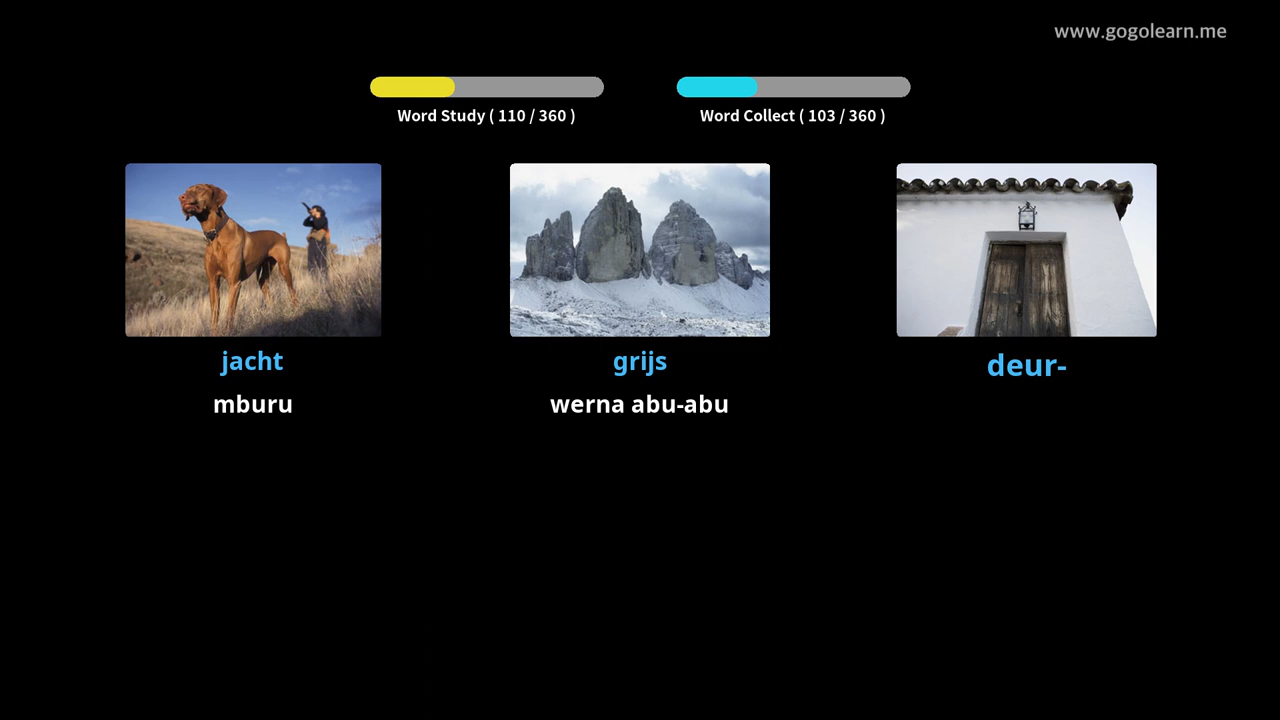 www.gogolearn.me
Word Study ( 110 / 360 )
Word Collect ( 103 / 360 )
jacht
grijs
deur-
mburu
werna abu-abu